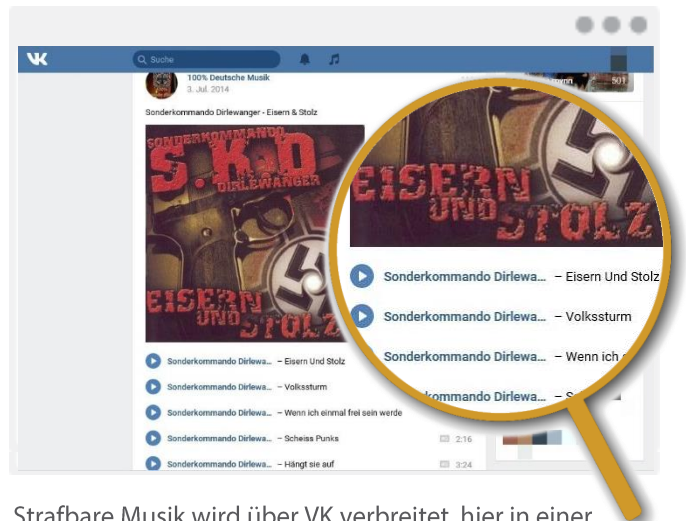 VK
Suche
100% Deutsche Musik
3. Jul. 2014
Sonderkommando Dirlewanger - Eisern & Stolz
SONDERKOMMANDO
S.K.D
DIRLEWANGER
EISERN
UND STOLZ
501
EISERN
UND STOLZ
Sonderkommando Dirlewa... – Eisern Und Stolz
Sonderkommando Dirlewa... – Volkssturm
Sonderkommando Dirlewa... – Wenn ich
kommando Dirlewa... –
Sonderkommando Dirlewa... – Eisern Und Stolz
Sonderkommando Dirlewa... – Volkssturm
Sonderkommando Dirlewa... – Wenn ich einmal frei sein werde
Sonderkommando Dirlewa... – Scheiss Punks 2:16
Sonderkommando Dirlewa... – Hängt sie auf 3:24
Strafbare Musik wird über VK verbreitet, hier in einer